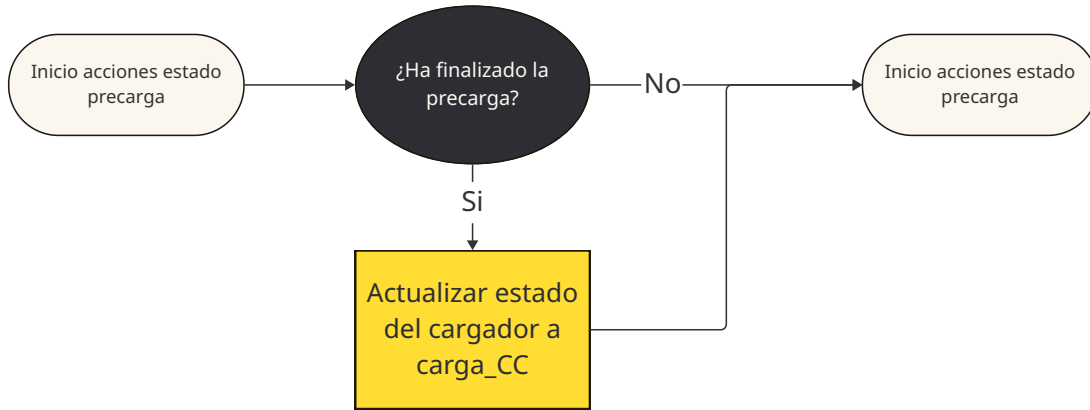 Inicio acciones estado
precarga
¿Ha finalizado la
precarga?
No
Inicio acciones estado
precarga
Si
Actualizar estado
del cargador a
carga_CC